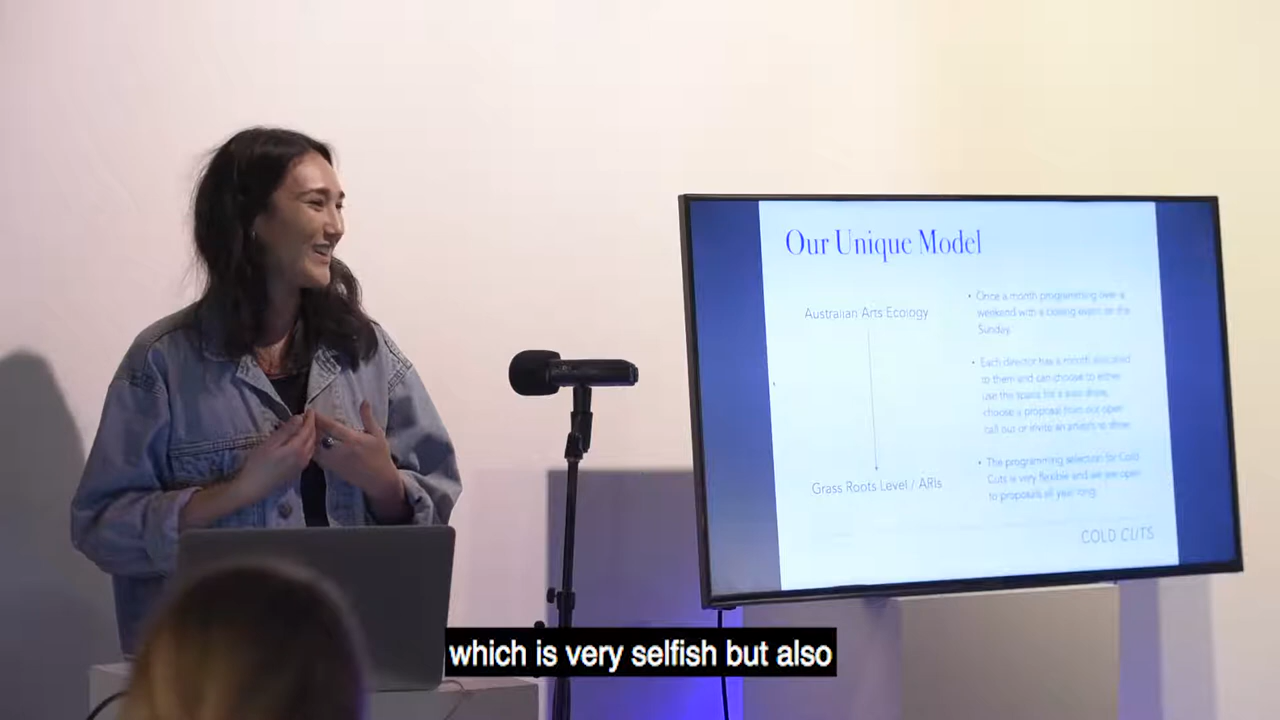 Our Unique Model
Australian Arts Ecology
Grass Roots Level / ARIs
• Once a month programming over a
weekend with a closing event on the
Sunday.
• Each director has a month allocated
to them and can choose to either
use the space for a solo show,
choose a proposal from our open
call out or invite an artist/s to show.
• The programming selection for Cold
Cuts is very flexible and we are open
to proposals all year long.
COLD CUTS
which is very selfish but also